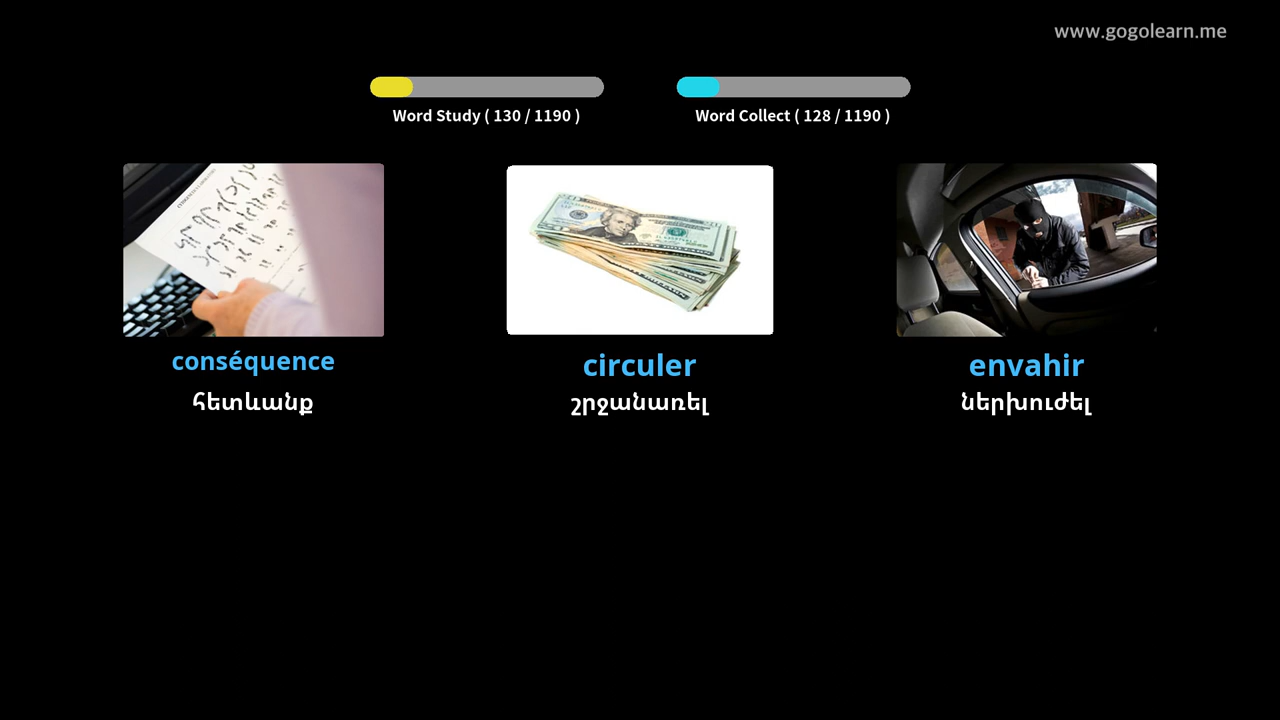 www.gogolearn.me
Word Study ( 130 / 1190 )
Word Collect ( 128 / 1190 )
conséquence
circuler
envahir
հետևանք
շրջանառել
ներխուժել